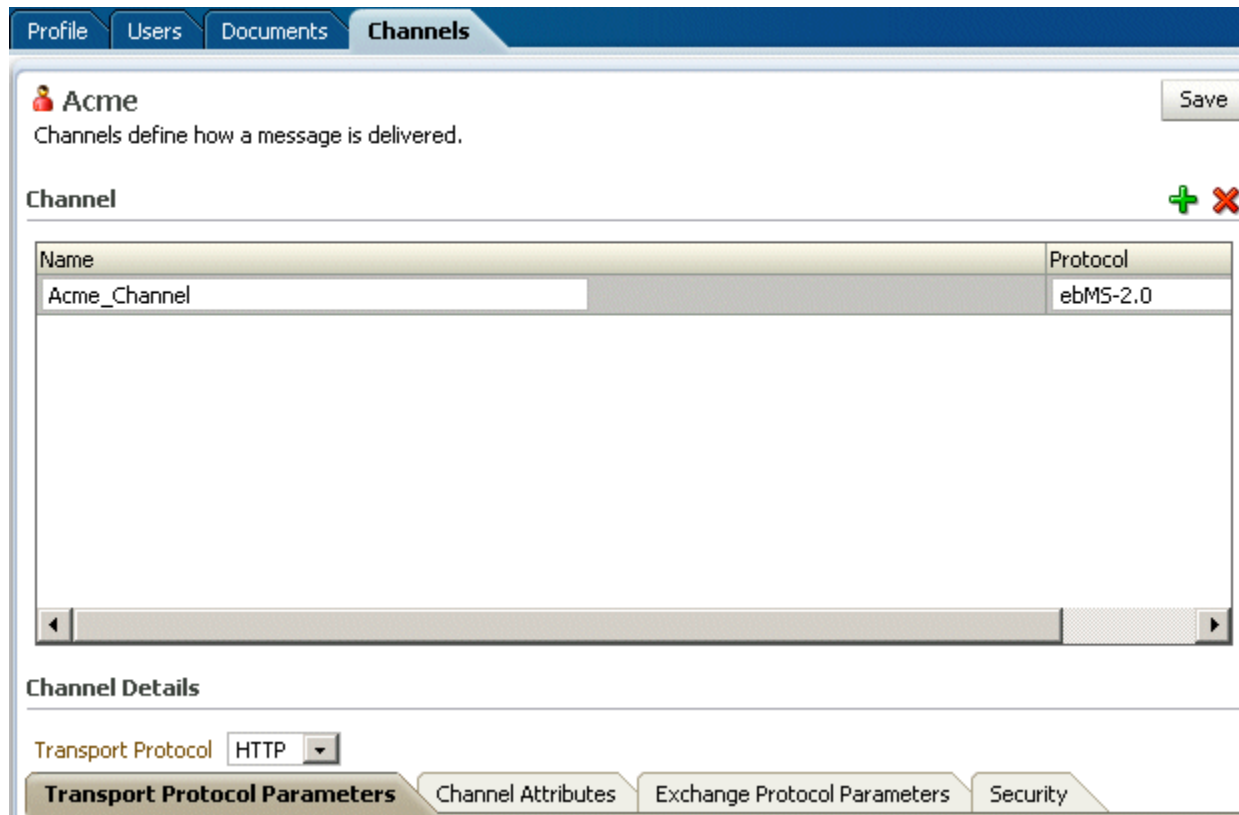 Profile Users Documents Channels
Acme
Save
Channels define how a message is delivered.
Channel
Name Protocol
Acme_Channel ebMS-2.0
Channel Details
Transport Protocol HTTP
Transport Protocol Parameters Channel Attributes Exchange Protocol Parameters Security